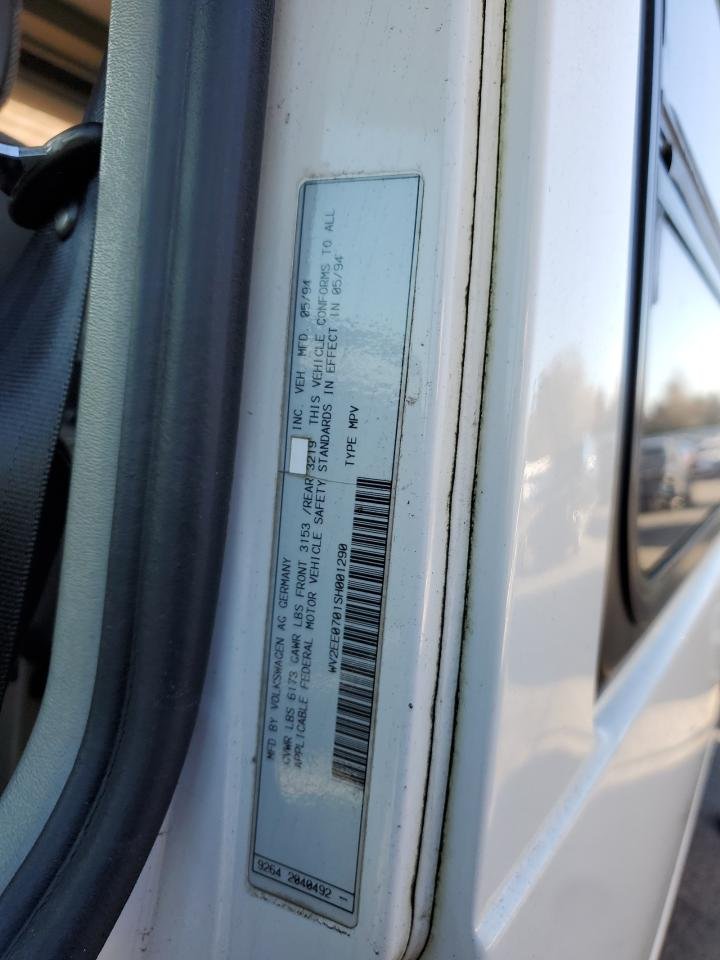 MFD BY VOLKSWAGEN AG GERMANY INC. VEH. MFD. 05/94
GVWR LBS 6173 GAWR LBS FRONT 3153 /REAR 3219 THIS VEHICLE CONFORMS TO ALL
APPLICABLE FEDERAL MOTOR VEHICLE SAFETY STANDARDS IN EFFECT IN 05/94
WV2EE0701SH001290 TYPE MPV
9264 2040492 —